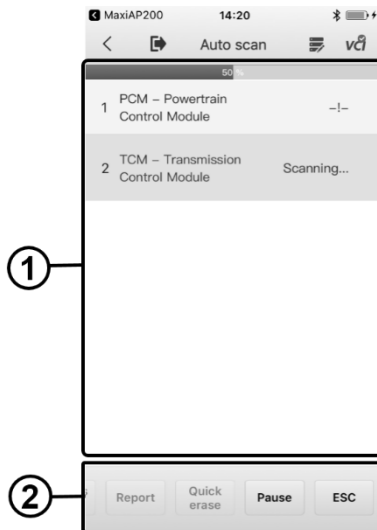 MaxiAP200 14:20
Auto scan vci
50 %
1 PCM – Powertrain
Control Module -!-
2 TCM – Transmission
Control Module Scanning...
1
2
Report Quick
erase Pause ESC